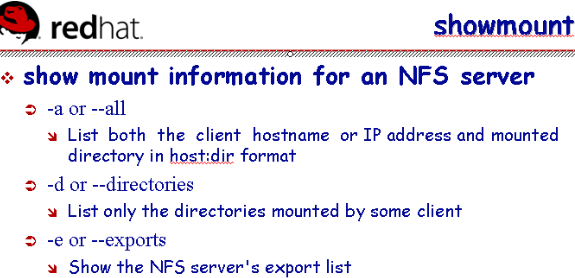 redhat.
showmount
show mount information for an NFS server
-a or --all
List both the client hostname or IP address and mounted
directory in host:dir format
-d or --directories
List only the directories mounted by some client
-e or --exports
Show the NFS server's export list